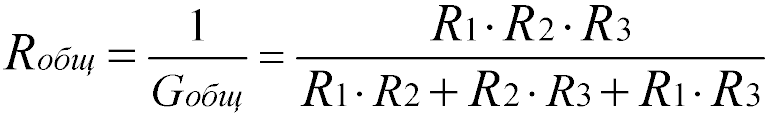 Rобщ = 1/Gобщ = R1·R2·R3/(R1·R2 + R2·R3 + R1·R3)